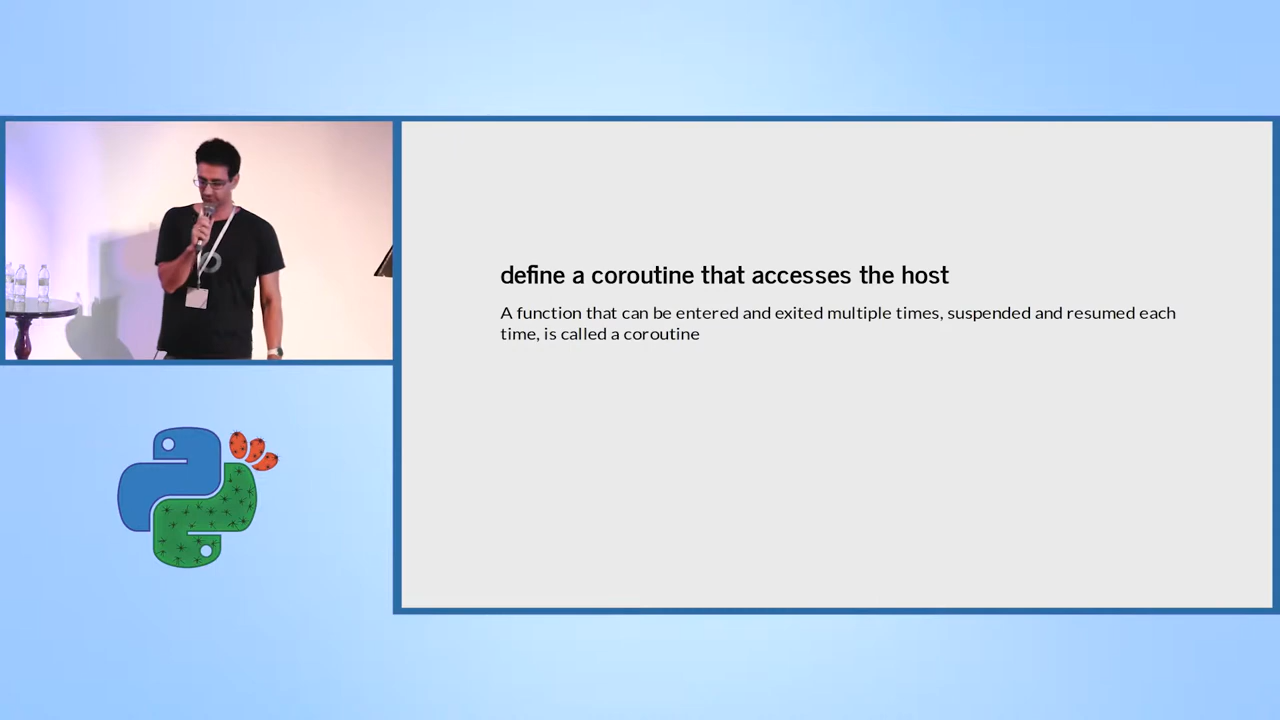 define a coroutine that accesses the host
A function that can be entered and exited multiple times, suspended and resumed each
time, is called a coroutine